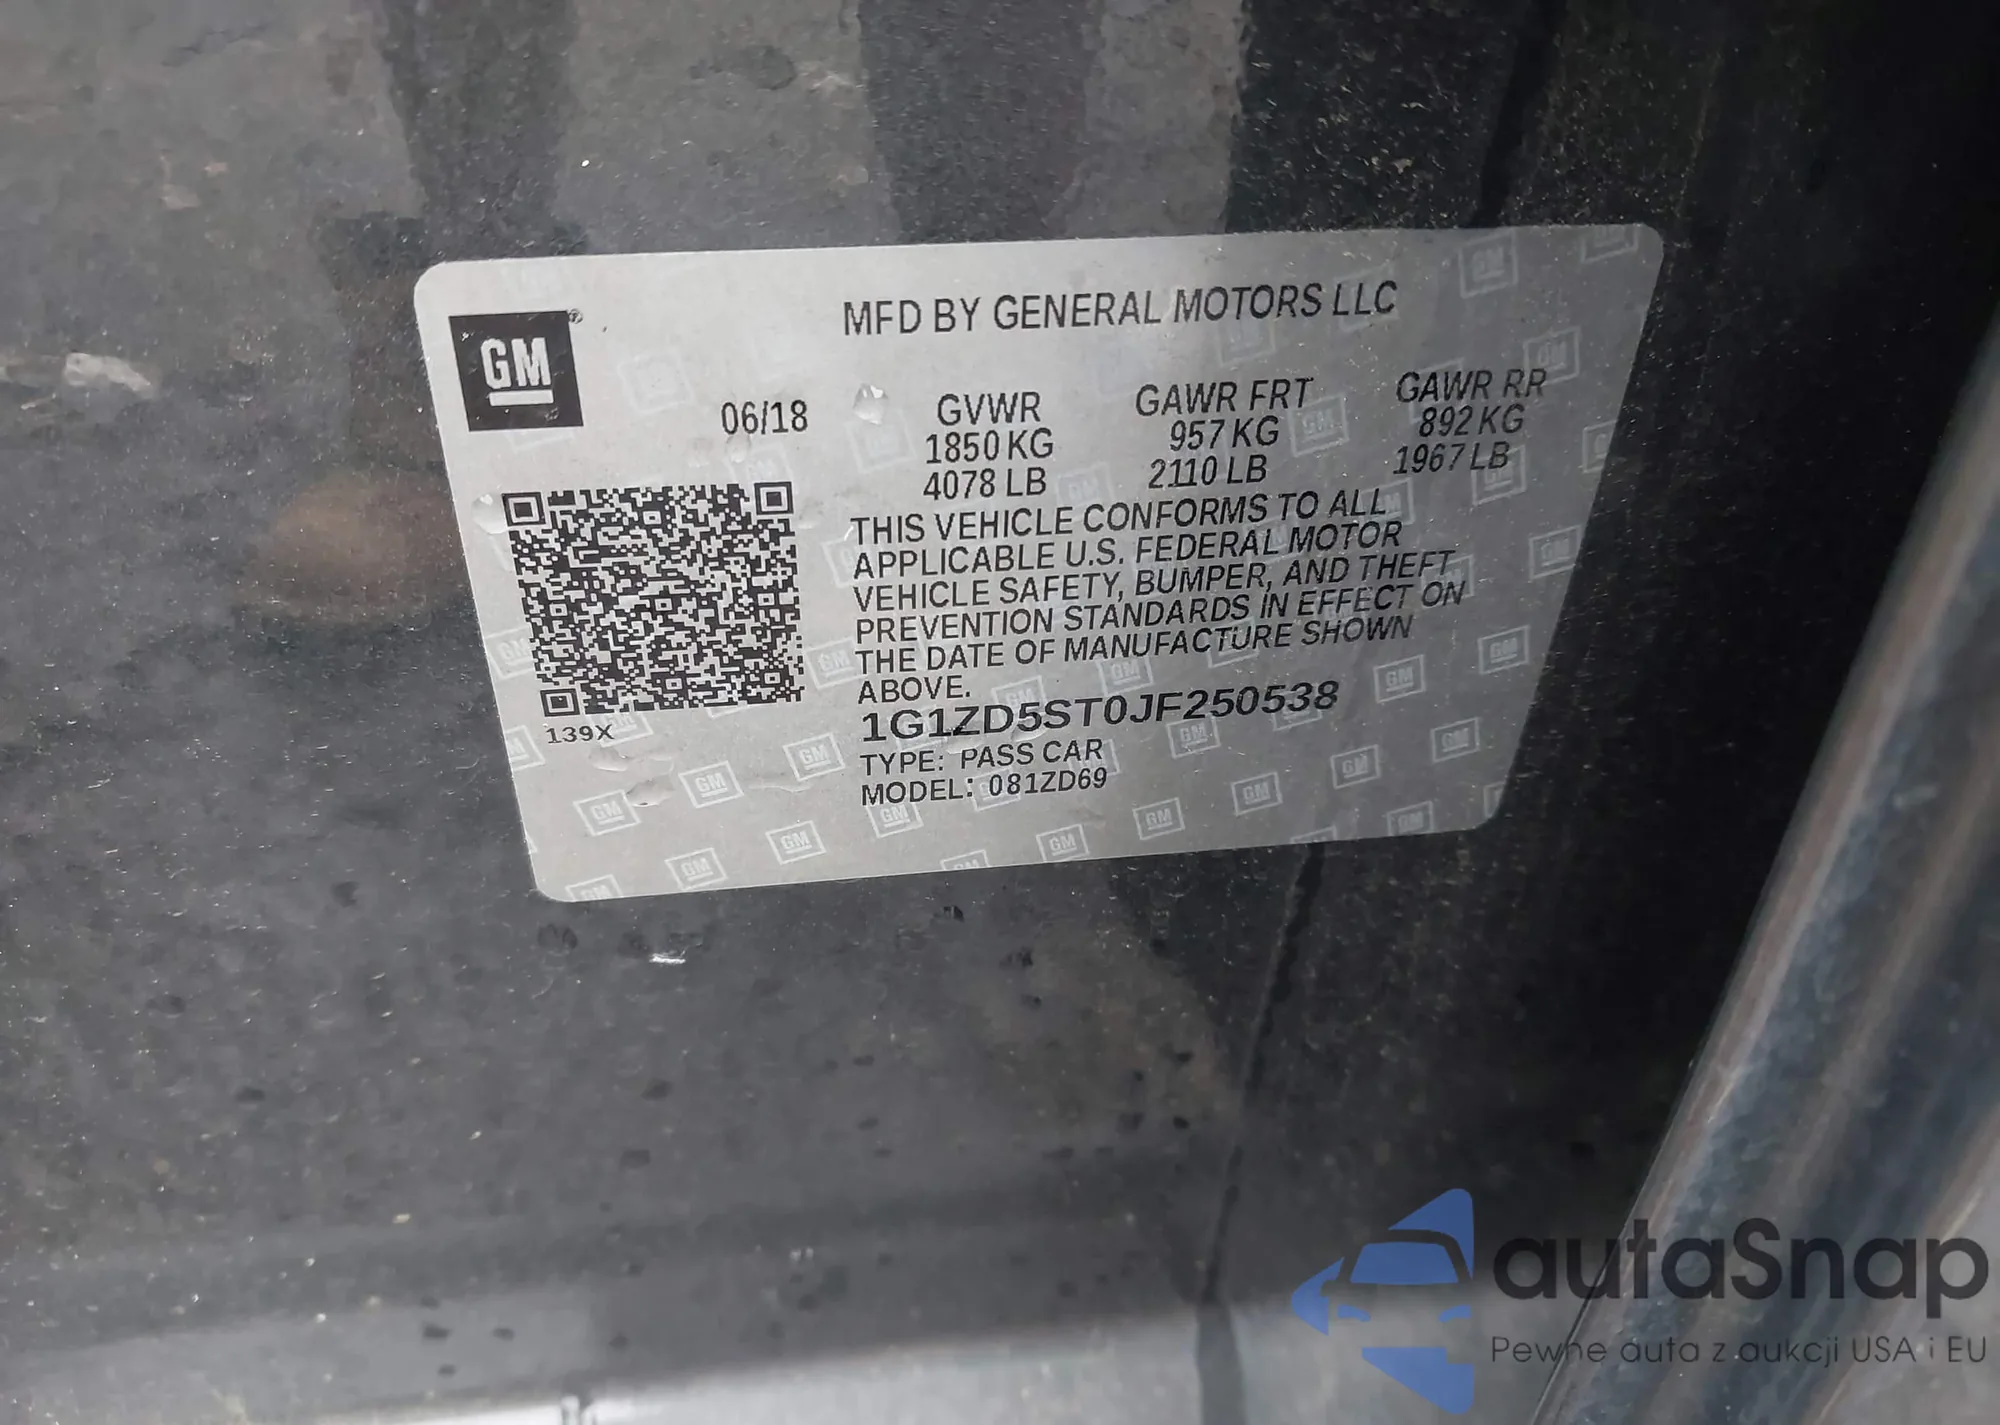 GM
MFD BY GENERAL MOTORS LLC
06/18
GVWR GAWR FRT GAWR RR
1850 KG 957 KG 892 KG
4078 LB 2110 LB 1967 LB
THIS VEHICLE CONFORMS TO ALL
APPLICABLE U.S. FEDERAL MOTOR
VEHICLE SAFETY, BUMPER, AND THEFT
PREVENTION STANDARDS IN EFFECT ON
THE DATE OF MANUFACTURE SHOWN
ABOVE.
139X
1G1ZD5ST0JF250538
TYPE: PASS CAR
MODEL: 081ZD69
autaSnap
Pewne auta z aukcji USA i EU